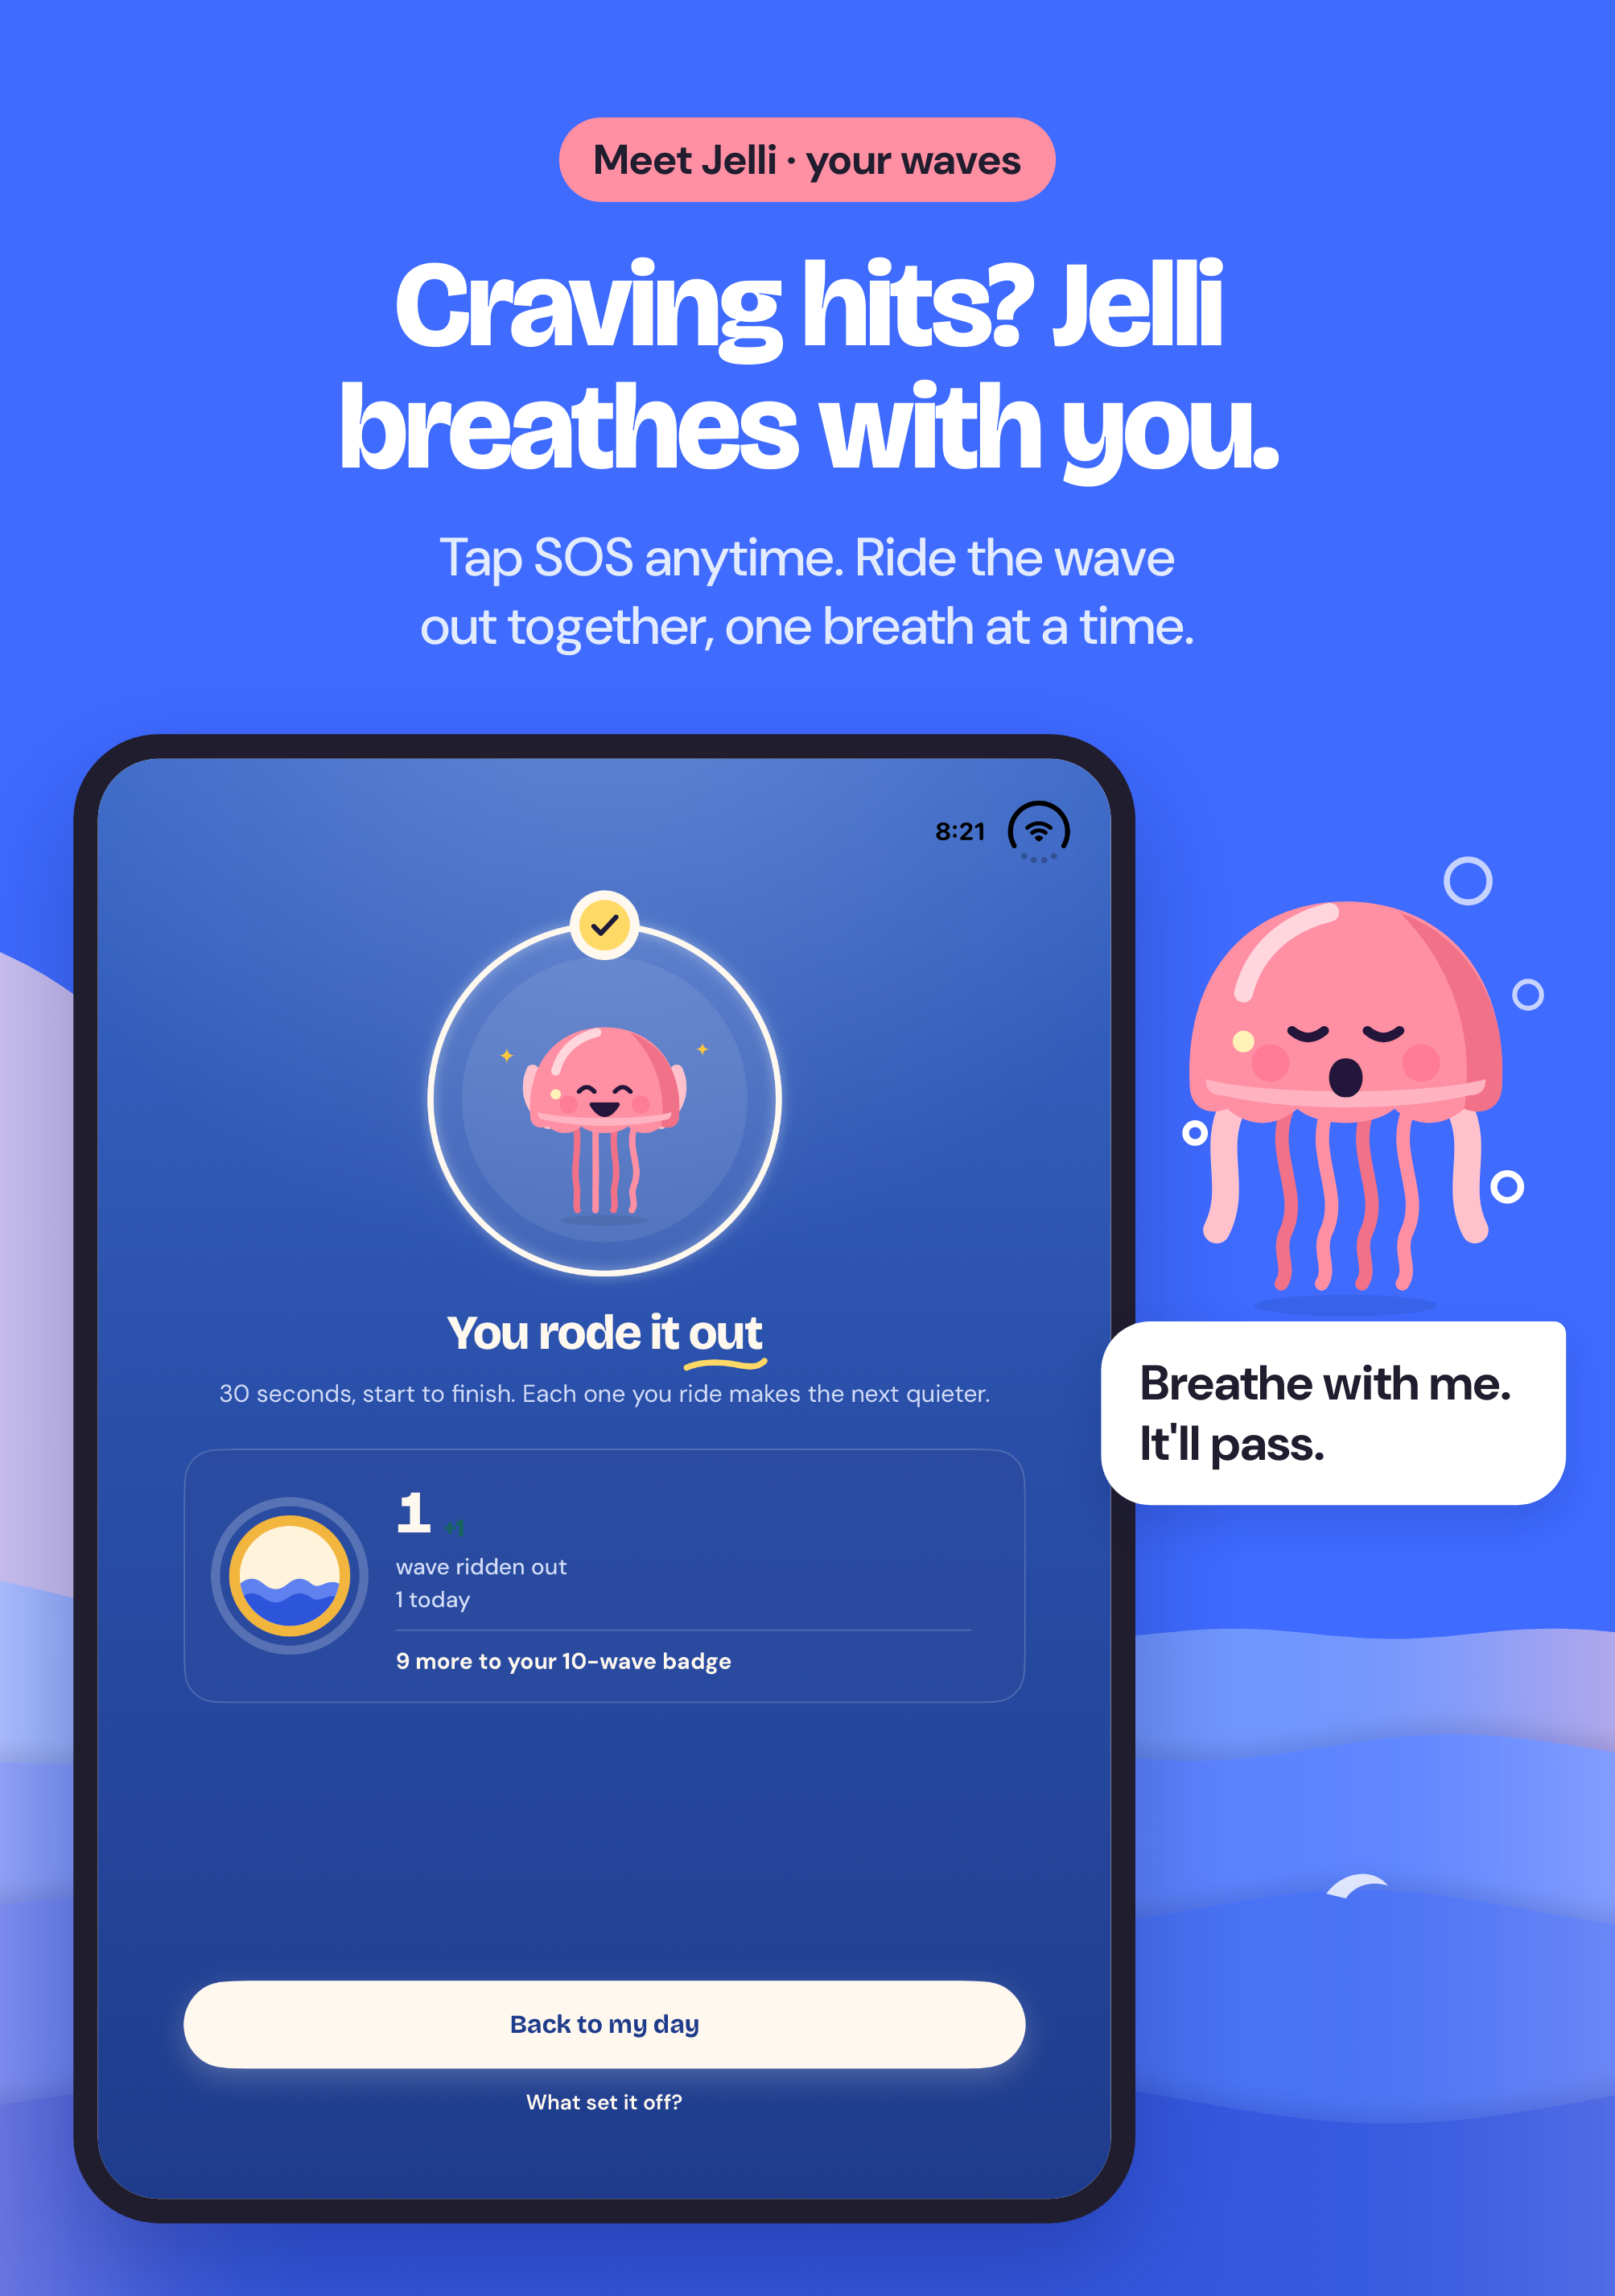 Meet Jelli · your waves
Craving hits? Jelli
breathes with you.
Tap SOS anytime. Ride the wave
out together, one breath at a time.
8:21
You rode it out
30 seconds, start to finish. Each one you ride makes the next quieter.
1
wave ridden out
1 today
9 more to your 10-wave badge
Back to my day
What set it off?
Breathe with me.
It'll pass.